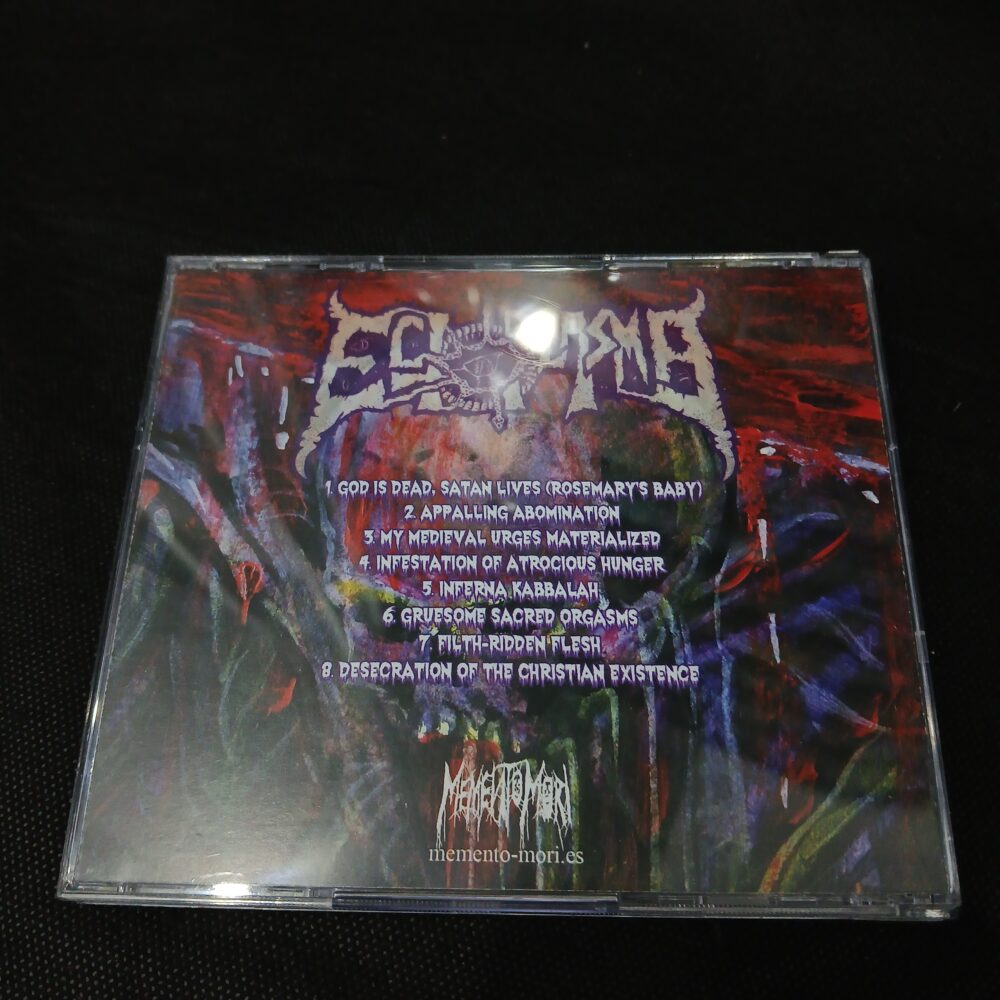 1. GOD IS DEAD, SATAN LIVES (ROSEMARY'S BABY)
2. APPALLING ABOMINATION
3. MY MEDIEVAL URGES MATERIALIZED
4. INFESTATION OF ATROCIOUS HUNGER
5. INFERNA KABBALAH
6. GRUESOME SACRED ORGASMS
7. FILTH-RIDDEN FLESH
8. DESECRATION OF THE CHRISTIAN EXISTENCE
MEMENTO MORI
memento-mori.es